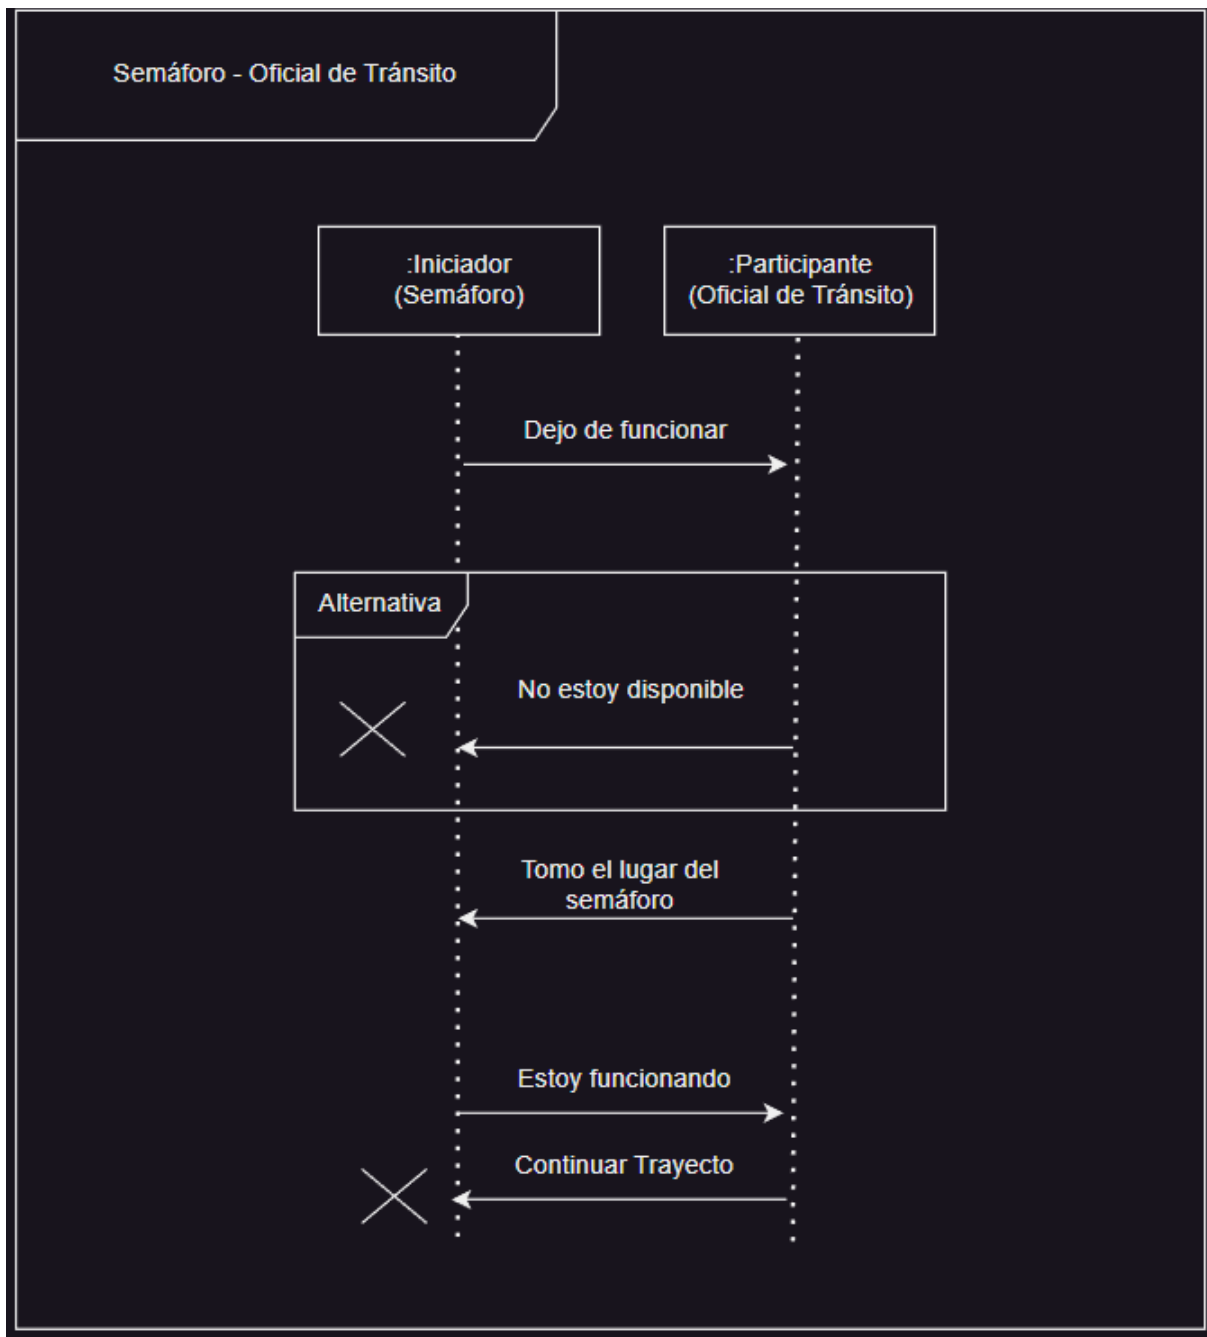 Semáforo - Oficial de Tránsito
:Iniciador
(Semáforo)
:Participante
(Oficial de Tránsito)
Dejo de funcionar
Alternativa
No estoy disponible
Tomo el lugar del
semáforo
Estoy funcionando
Continuar Trayecto